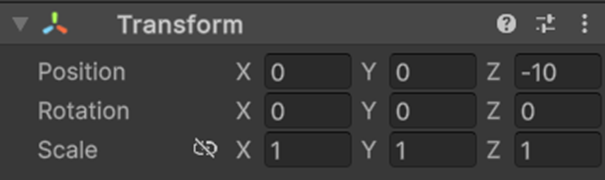 Transform
Position X 0 Y 0 Z -10
Rotation X 0 Y 0 Z 0
Scale X 1 Y 1 Z 1